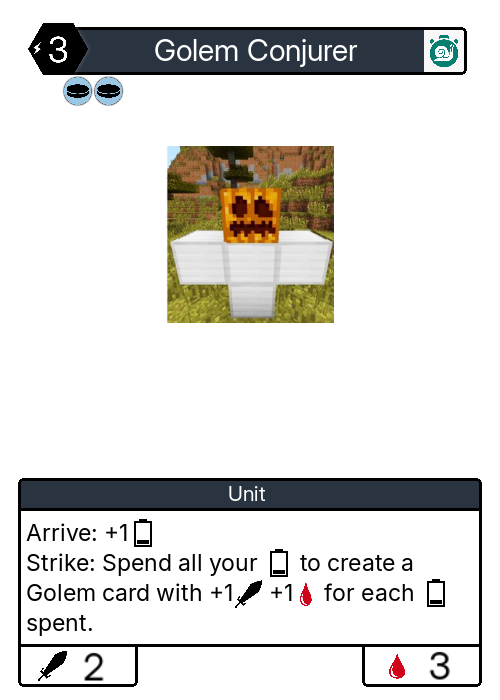 3 Golem Conjurer
Unit
Arrive: +1
Strike: Spend all your to create a
Golem card with +1 +1 for each
spent.
2 3